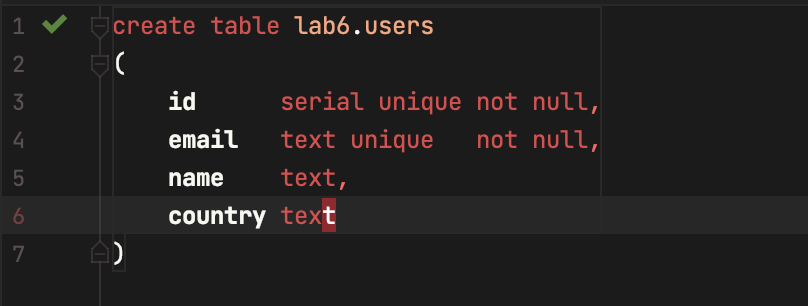 1 create table lab6.users
2 (
3     id      serial unique not null,
4     email   text unique   not null,
5     name    text,
6     country text
7 )